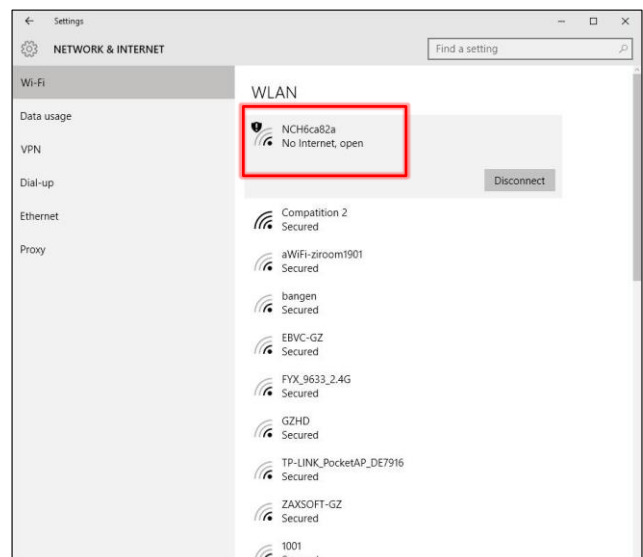 Settings
NETWORK & INTERNET
Find a setting
Wi-Fi
Data usage
VPN
Dial-up
Ethernet
Proxy
WLAN
NCH6ca82a
No Internet, open
Disconnect
Compatition 2
Secured
aWiFi-ziroom1901
Secured
bangen
Secured
EBVC-GZ
Secured
FYX_9633_2.4G
Secured
GZHD
Secured
TP-LINK_PocketAP_DE7916
Secured
ZAXSOFT-GZ
Secured
1001